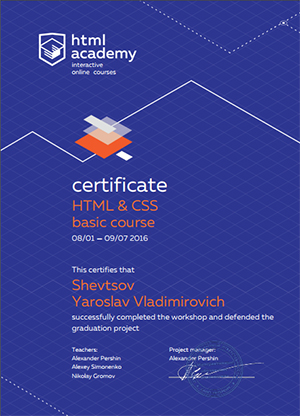 html
academy
interactive
online courses
certificate
HTML & CSS
basic course
08/01 — 09/07 2016
This certifies that
Shevtsov
Yaroslav Vladimirovich
successfully completed the workshop and defended the
graduation project
Teachers:
Alexander Pershin
Alexey Simonenko
Nikolay Gromov
Project manager:
Alexander Pershin